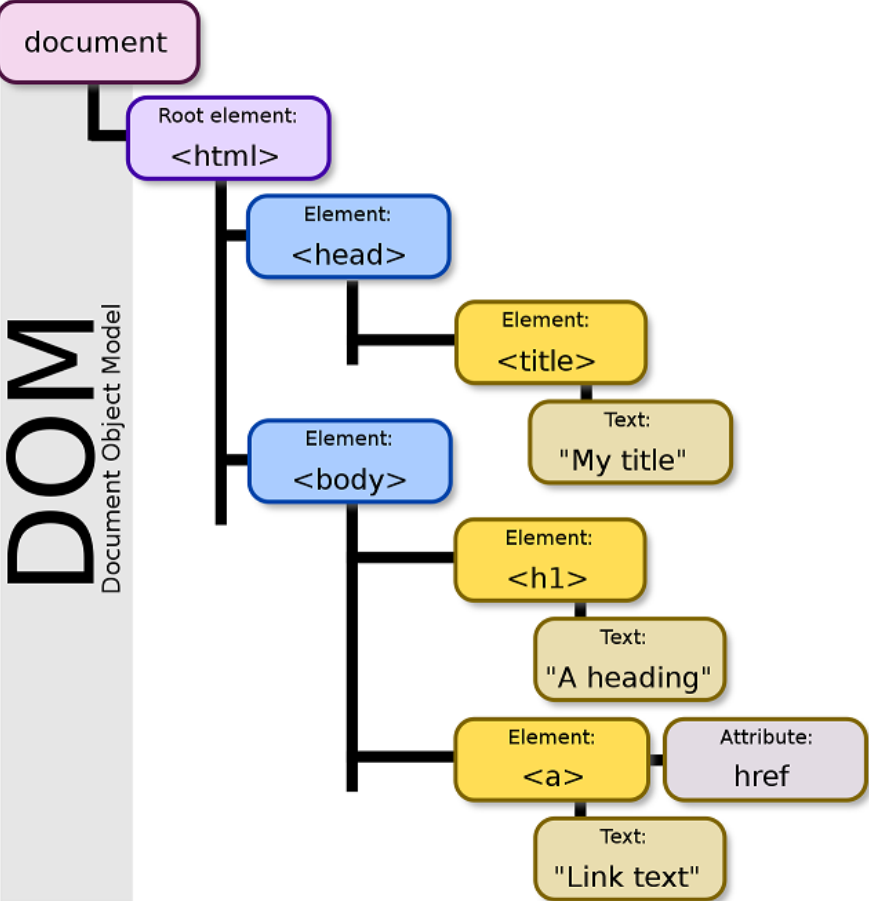 document
Root element:
<html>
Element:
<head>
Element:
<title>
Text:
"My title"
Element:
<body>
Element:
<h1>
Text:
"A heading"
Element:
<a>
Attribute:
href
Text:
"Link text"
DOM
Document Object Model